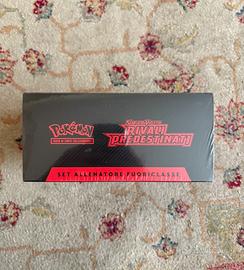 Pokémon
GIOCO DI CARTE COLLEZIONABILI
Scarlatto e Violetto
RIVALI
PREDESTINATI
SET ALLENATORE FUORICLASSE